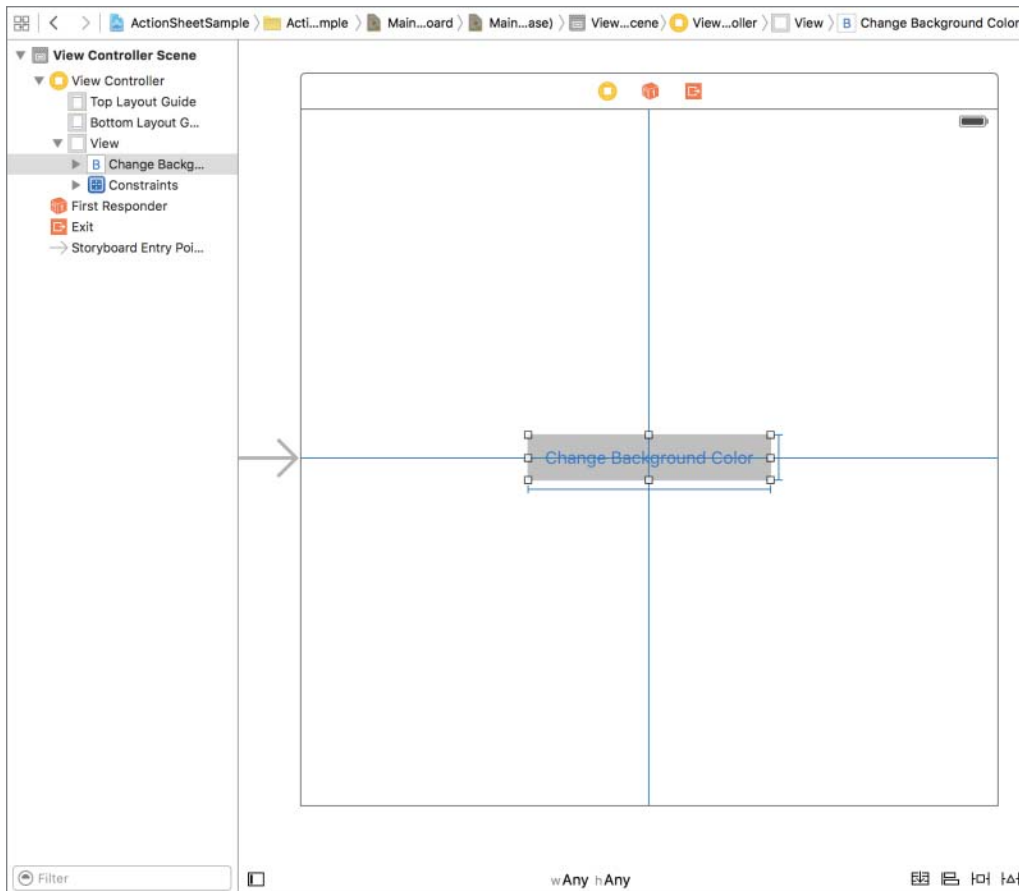 ActionSheetSample Acti...mple Main...oard Main...ase) View...cene View...oller View B Change Background Color
View Controller Scene
View Controller
Top Layout Guide
Bottom Layout G...
View
B Change Backg...
Constraints
First Responder
Exit
Storyboard Entry Poi...
Change Background Color
Filter
wAny hAny